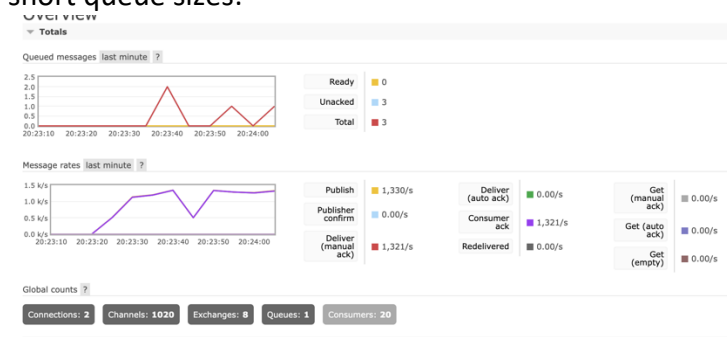 short queue sizes.
Overview
Totals
Queued messages last minute ?
2.5
2.0
1.5
1.0
0.5
0.0
20:23:10 20:23:20 20:23:30 20:23:40 20:23:50 20:24:00
Ready 0
Unacked 3
Total 3
Message rates last minute ?
1.5 k/s
1.0 k/s
0.5 k/s
0.0 k/s
20:23:10 20:23:20 20:23:30 20:23:40 20:23:50 20:24:00
Publish 1,330/s
Publisher
confirm 0.00/s
Deliver
(manual
ack) 1,321/s
Deliver
(auto ack) 0.00/s
Consumer
ack 1,321/s
Redelivered 0.00/s
Get
(manual
ack) 0.00/s
Get (auto
ack) 0.00/s
Get
(empty) 0.00/s
Global counts ?
Connections: 2 Channels: 1020 Exchanges: 8 Queues: 1 Consumers: 20